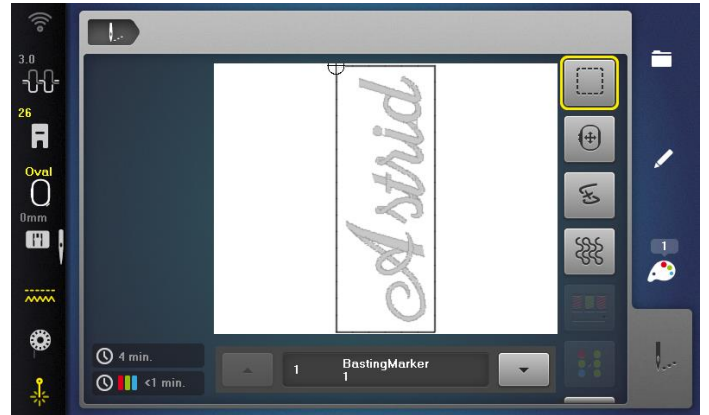 3.0
26
Oval
0mm
Astrid
1
4 min.
<1 min.
1 BastingMarker
1